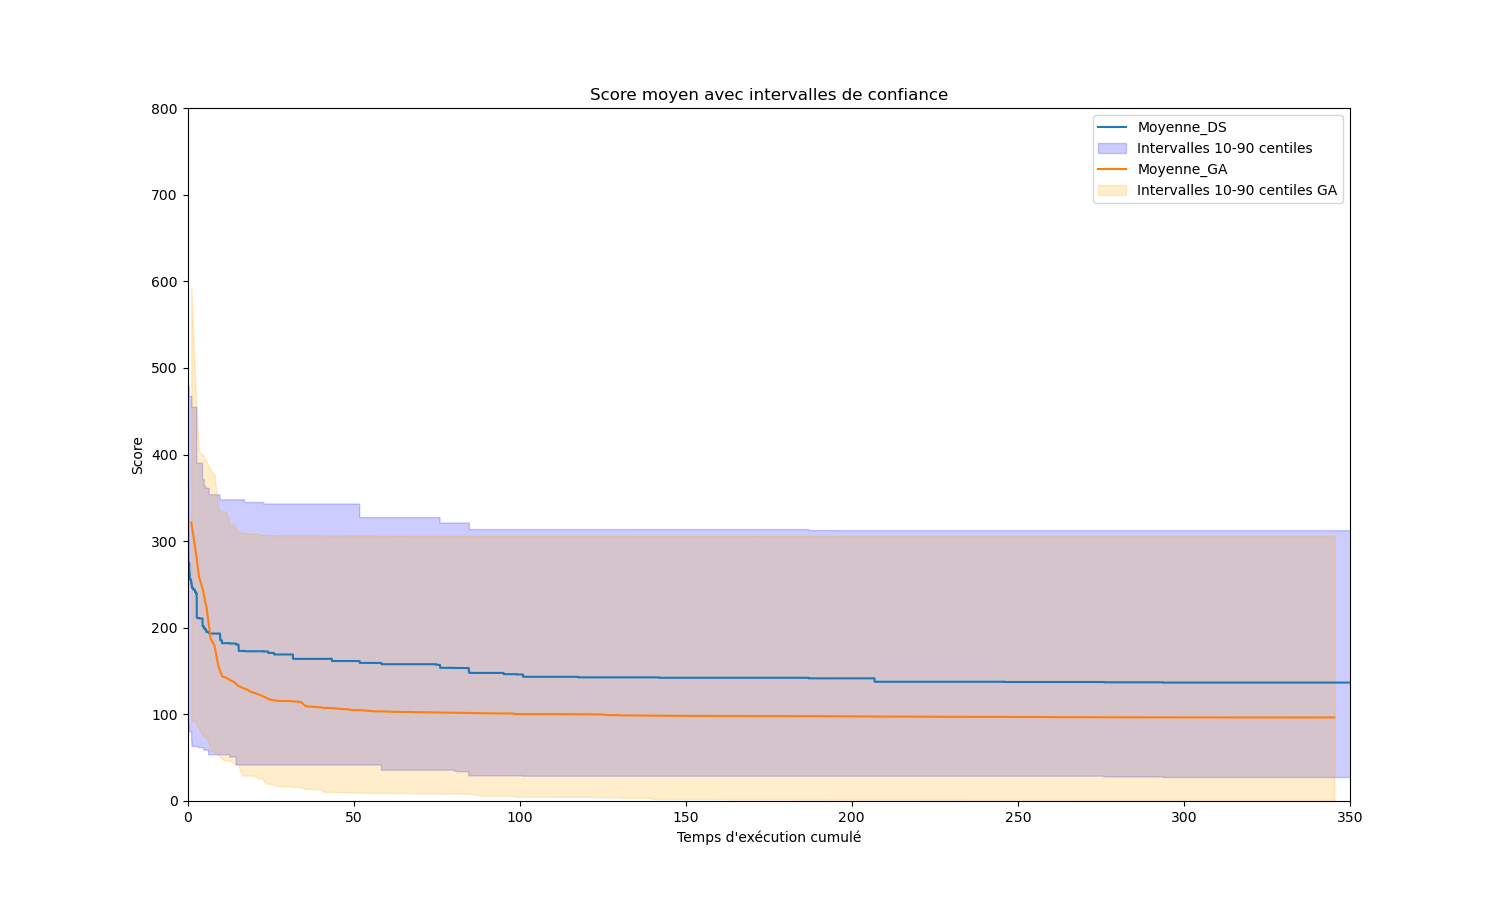 Score moyen avec intervalles de confiance
800
700
600
500
400
300
200
100
0
Score
Moyenne_DS
Intervalles 10-90 centiles
Moyenne_GA
Intervalles 10-90 centiles GA
0 50 100 150 200 250 300 350
Temps d'exécution cumulé